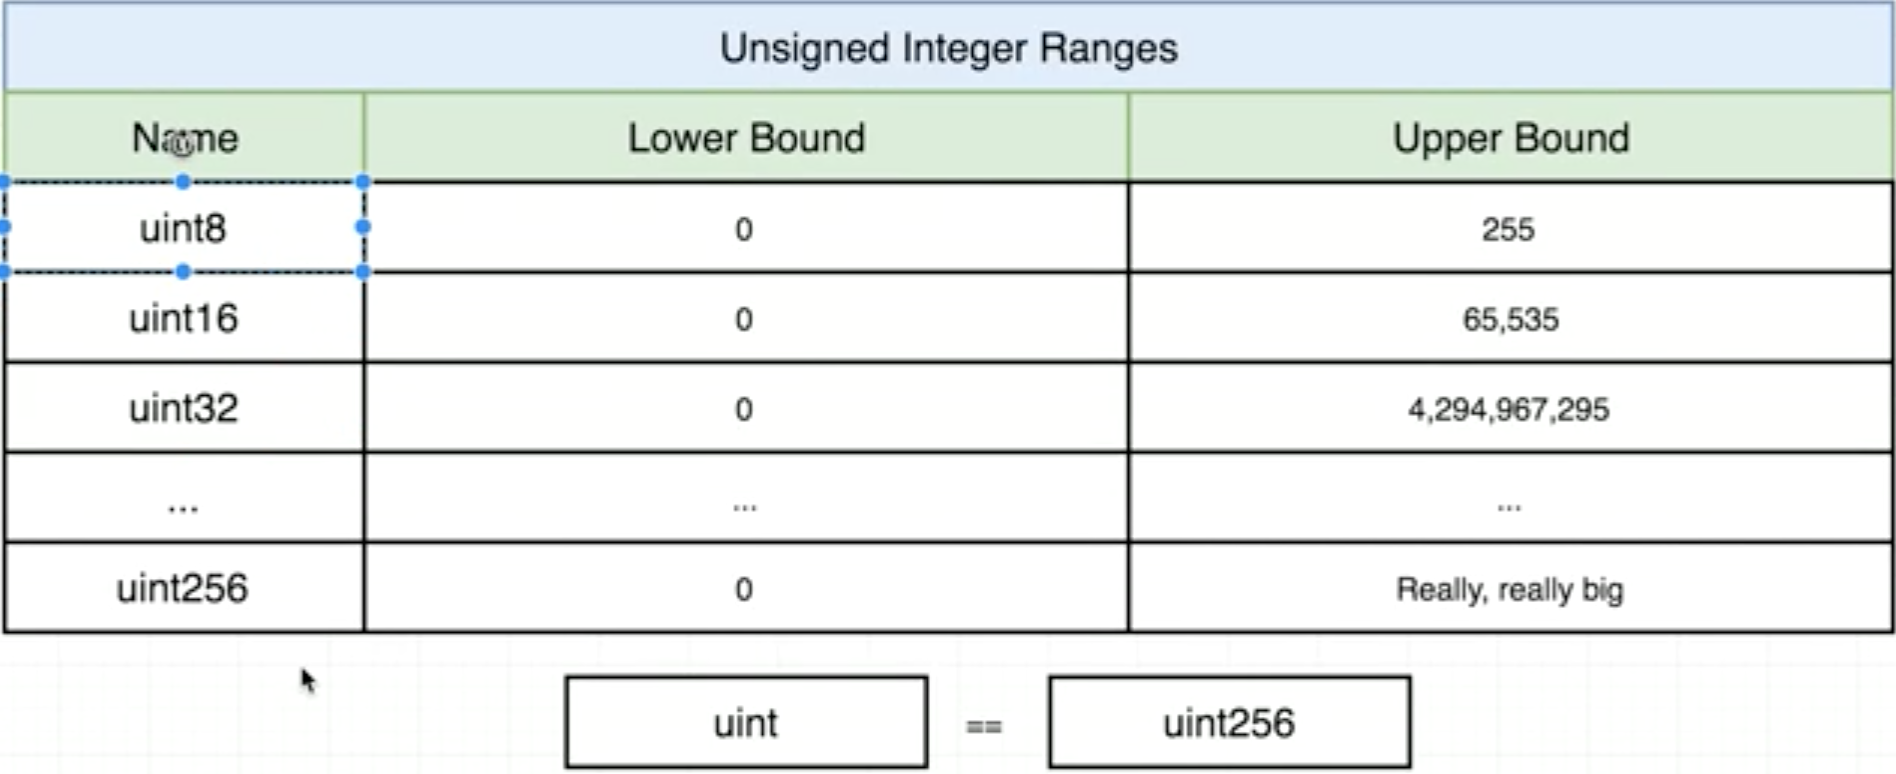 Unsigned Integer Ranges
Name Lower Bound Upper Bound
uint8 0 255
uint16 0 65,535
uint32 0 4,294,967,295
... ... ...
uint256 0 Really, really big
uint == uint256